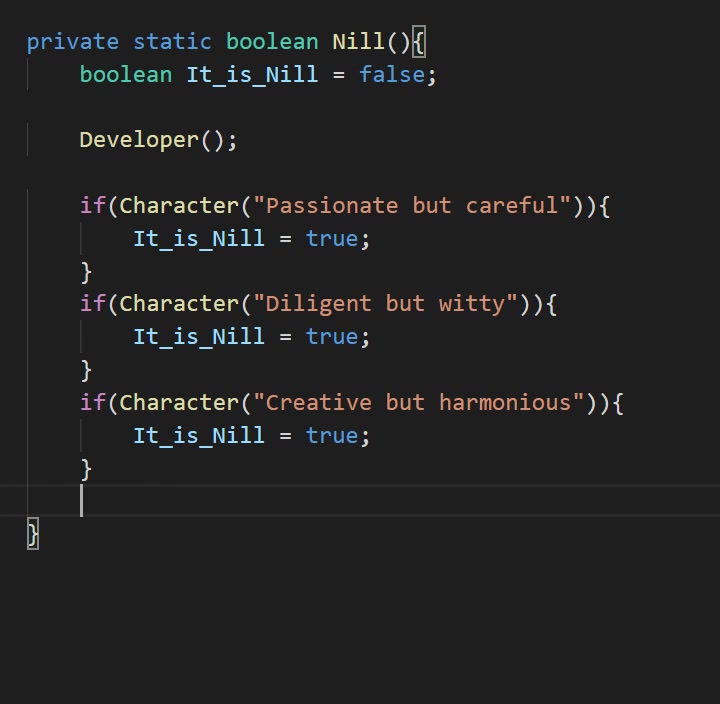 private static boolean Nill(){
    boolean It_is_Nill = false;

    Developer();

    if(Character("Passionate but careful")){
        It_is_Nill = true;
    }
    if(Character("Diligent but witty")){
        It_is_Nill = true;
    }
    if(Character("Creative but harmonious")){
        It_is_Nill = true;
    }

}